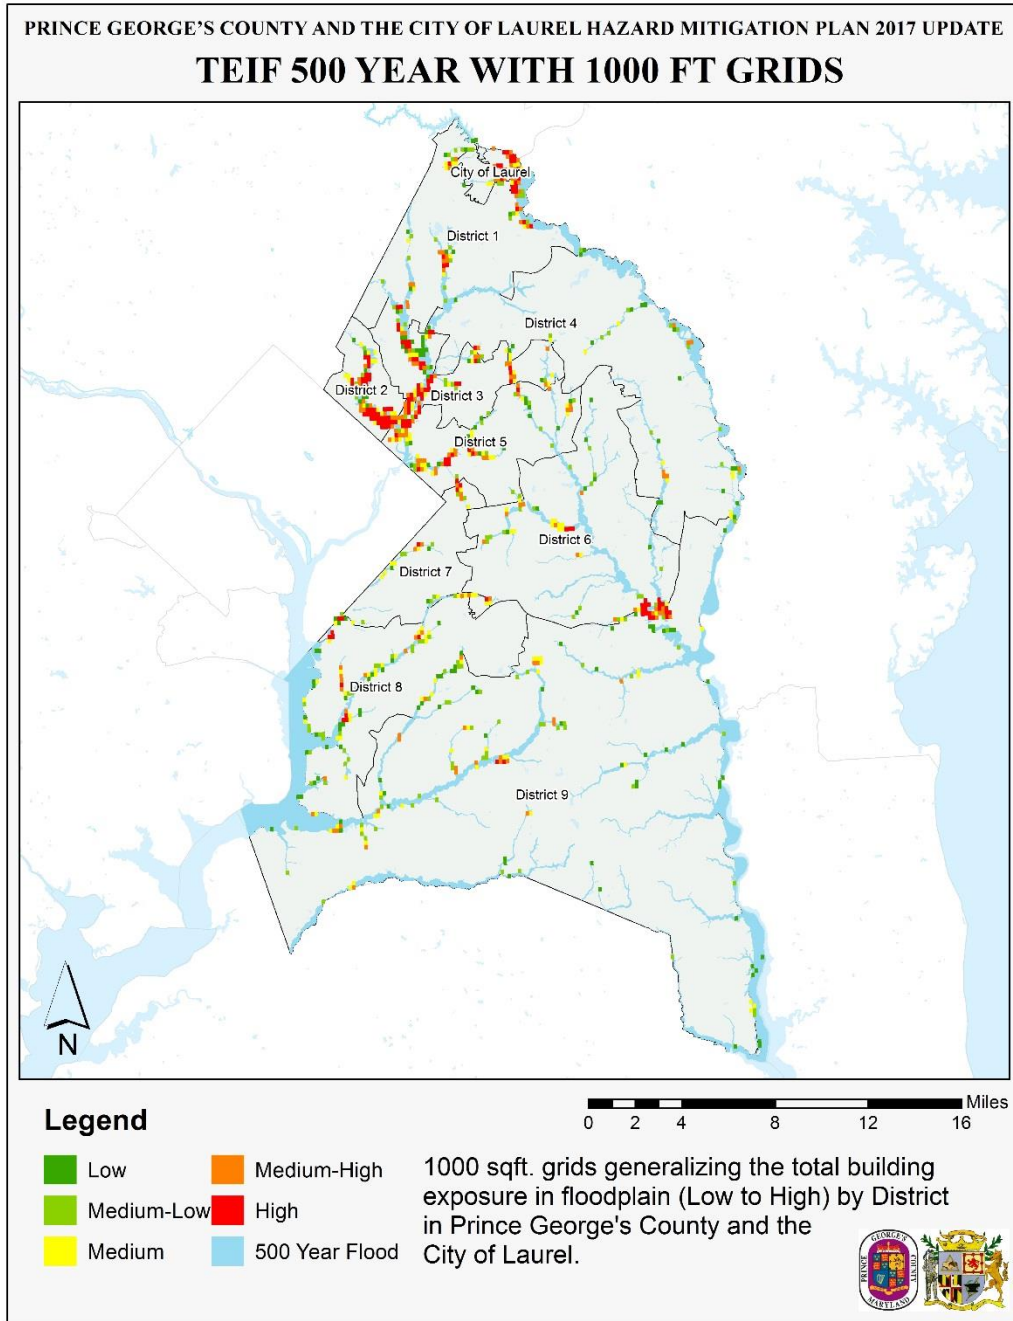 PRINCE GEORGE'S COUNTY AND THE CITY OF LAUREL HAZARD MITIGATION PLAN 2017 UPDATE
TEIF 500 YEAR WITH 1000 FT GRIDS
City of Laurel
District 1
District 4
District 2
District 3
District 5
District 6
District 7
District 8
District 9
N
Legend
Low
Medium-Low
Medium
Medium-High
High
500 Year Flood
Miles
0 2 4 8 12 16
1000 sqft. grids generalizing the total building
exposure in floodplain (Low to High) by District
in Prince George's County and the
City of Laurel.
PRINCE GEORGE'S COUNTY MARYLAND